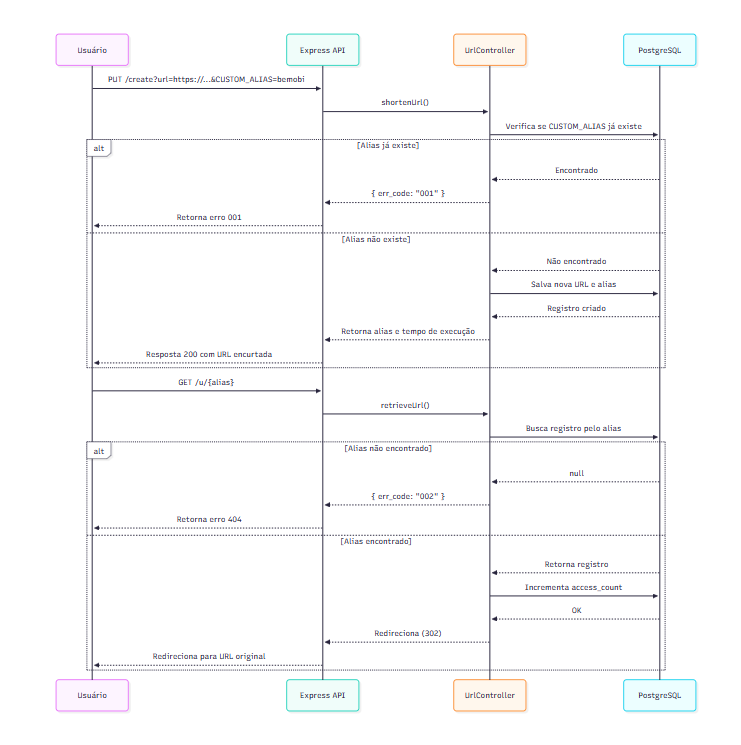 Usuário
Express API
UrlController
PostgreSQL
PUT /create?url=https://...&CUSTOM_ALIAS=bemobi
shortenUrl()
Verifica se CUSTOM_ALIAS já existe
alt
[Alias já existe]
Encontrado
{ err_code: "001" }
Retorna erro 001
[Alias não existe]
Não encontrado
Salva nova URL e alias
Registro criado
Retorna alias e tempo de execução
Resposta 200 com URL encurtada
GET /u/{alias}
retrieveUrl()
Busca registro pelo alias
alt
[Alias não encontrado]
null
{ err_code: "002" }
Retorna erro 404
[Alias encontrado]
Retorna registro
Incrementa access_count
OK
Redireciona (302)
Redireciona para URL original
Usuário
Express API
UrlController
PostgreSQL